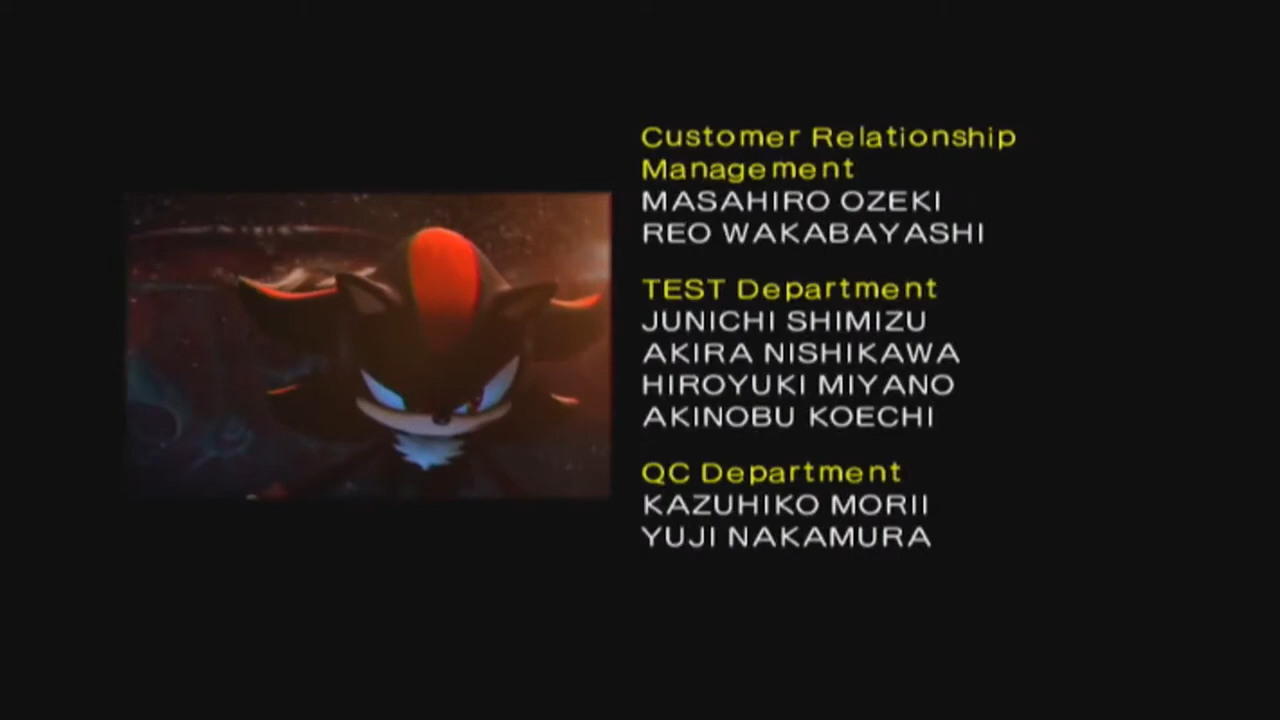 Customer Relationship
Management
MASAHIRO OZEKI
REO WAKABAYASHI
TEST Department
JUNICHI SHIMIZU
AKIRA NISHIKAWA
HIROYUKI MIYANO
AKINOBU KOECHI
QC Department
KAZUHIKO MORII
YUJI NAKAMURA